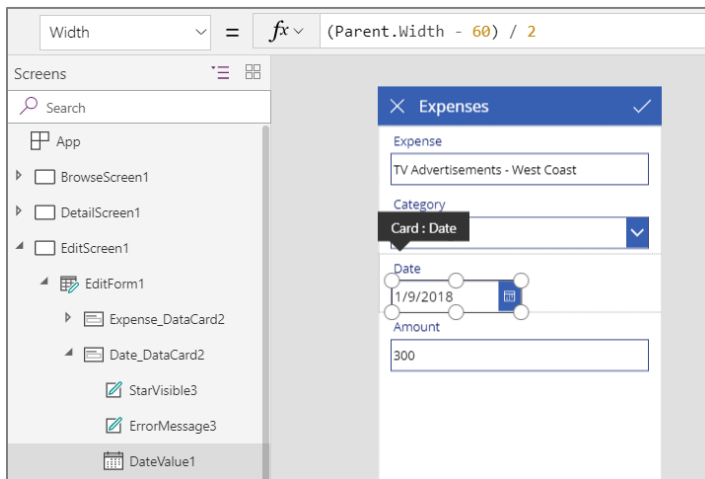 Width = fx (Parent.Width - 60) / 2
Screens
Search
App
BrowseScreen1
DetailScreen1
EditScreen1
EditForm1
Expense_DataCard2
Date_DataCard2
StarVisible3
ErrorMessage3
DateValue1
Expenses
Expense
TV Advertisements - West Coast
Category
Card : Date
Date
1/9/2018
Amount
300